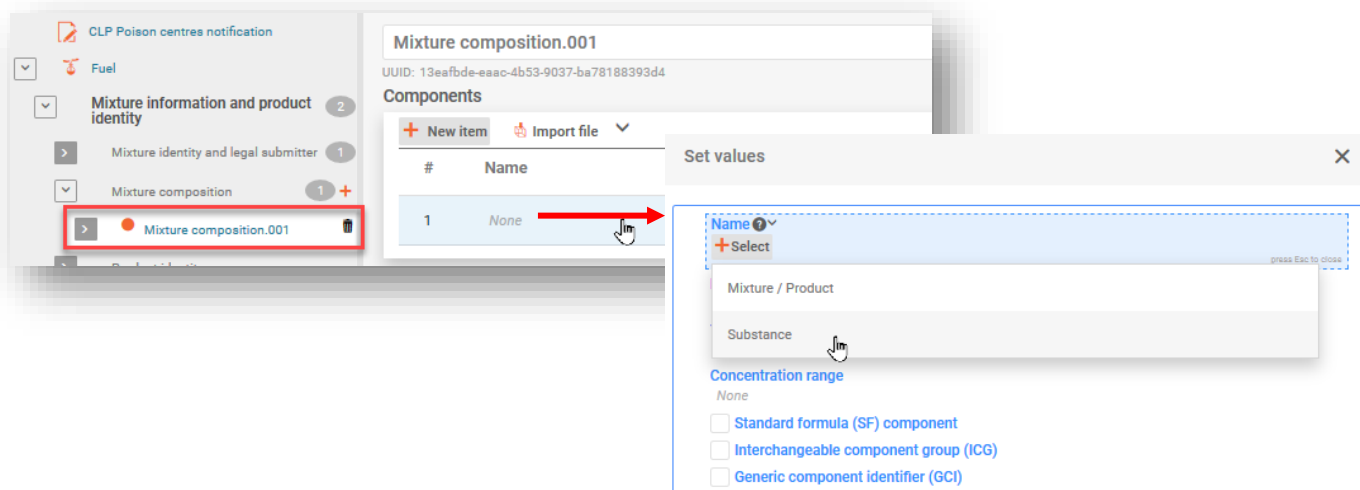 CLP Poison centres notification
Fuel
Mixture information and product
identity
2
Mixture identity and legal submitter
1
Mixture composition
1
Mixture composition.001
Mixture composition.001
UUID: 13eafbde-eaac-4b53-9037-ba78188393d4
Components
New item
Import file
#
Name
1
None
Set values
Name
Select
press Esc to close
Mixture / Product
Substance
Concentration range
None
Standard formula (SF) component
Interchangeable component group (ICG)
Generic component identifier (GCI)